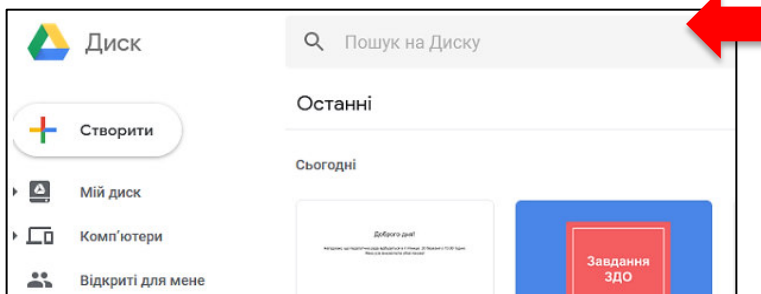 Диск
Пошук на Диску
Останні
Створити
Сьогодні
Мій диск
Комп'ютери
Відкриті для мене
Доброго дня!
Завдання
ЗДО